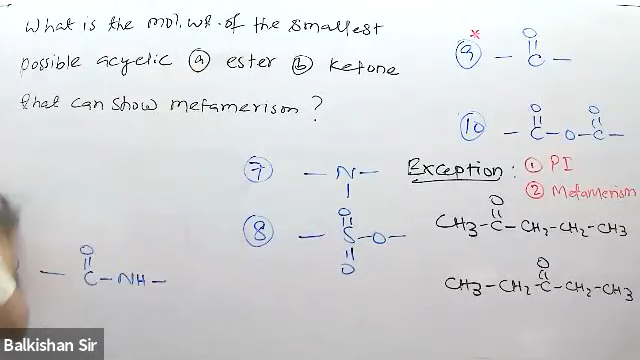 What is the mol.wt. of the smallest
possible acyclic (a) ester (b) ketone
that can show metamerism ?
(9) * – C – 
O
||
(10) – C – O – C –
O O
|| ||
(7) – N –
|
(8) – S – O –
O
||
||
O
Exception : (1) PI
(2) Metamerism
O
||
CH3 – C – CH2 – CH2 – CH3
O
||
CH3 – CH2 – C – CH2 – CH3
O
||
– C – NH –
Balkishan Sir